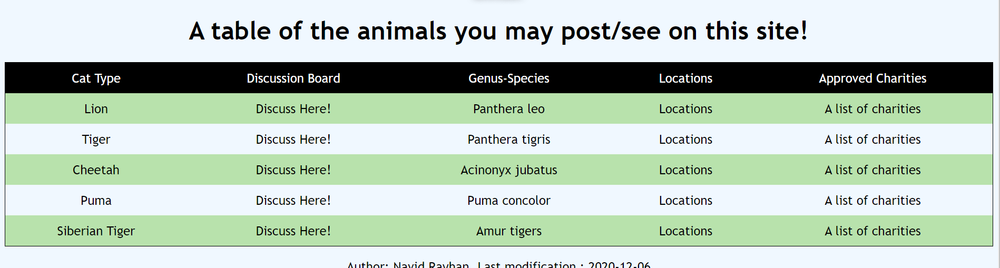 A table of the animals you may post/see on this site!
Cat Type Discussion Board Genus-Species Locations Approved Charities
Lion Discuss Here! Panthera leo Locations A list of charities
Tiger Discuss Here! Panthera tigris Locations A list of charities
Cheetah Discuss Here! Acinonyx jubatus Locations A list of charities
Puma Discuss Here! Puma concolor Locations A list of charities
Siberian Tiger Discuss Here! Amur tigers Locations A list of charities
Author: Navid Rayhan Last modification : 2020-12-06